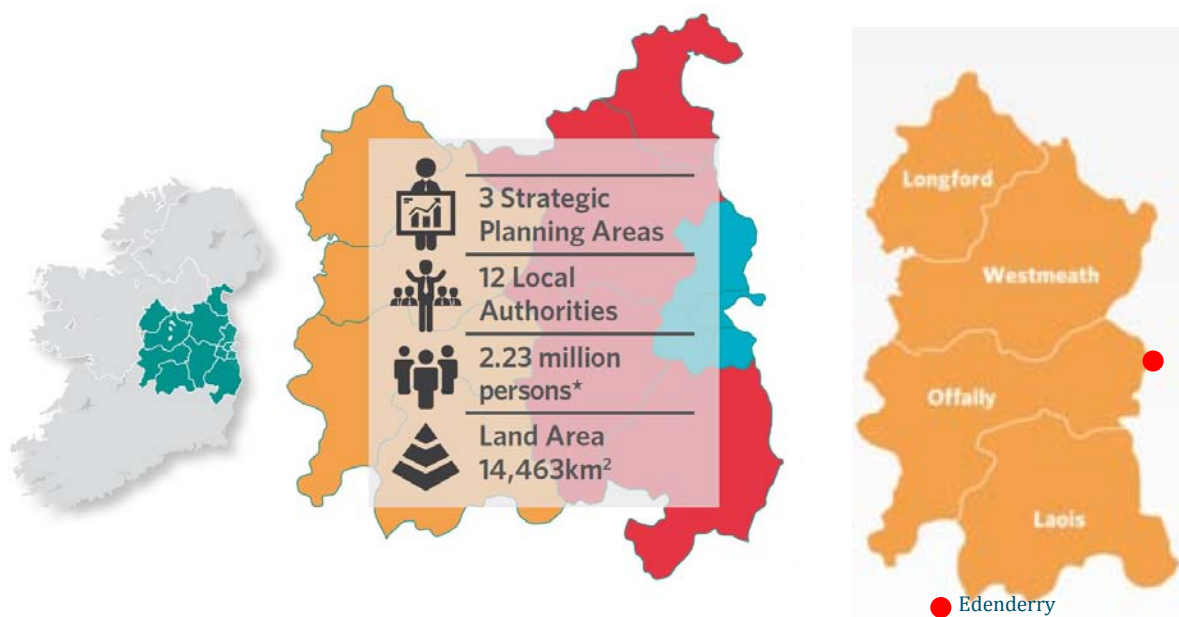 3 Strategic
Planning Areas
12 Local
Authorities
2.23 million
persons*
Land Area
14,463km²
Longford
Westmeath
Offally
Laois
Edenderry